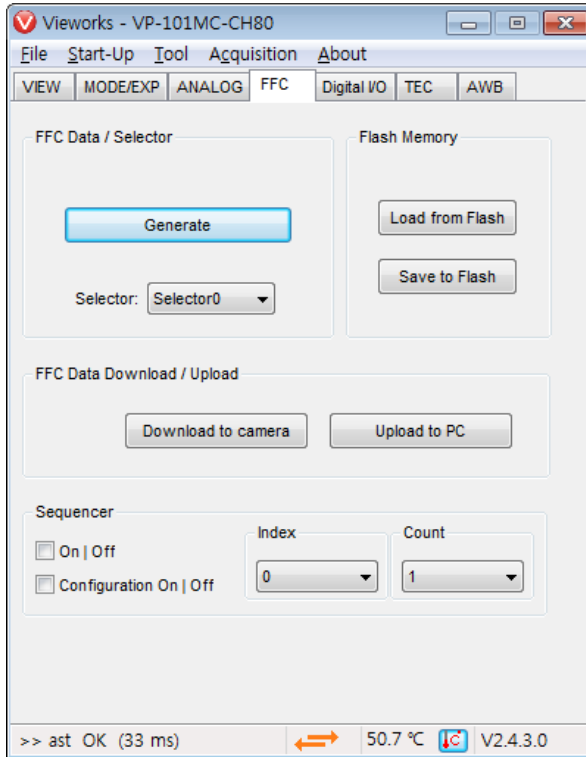 Vieworks - VP-101MC-CH80
File Start-Up Tool Acquisition About
VIEW MODE/EXP ANALOG FFC Digital I/O TEC AWB
FFC Data / Selector
Generate
Selector: Selector0
Flash Memory
Load from Flash
Save to Flash
FFC Data Download / Upload
Download to camera Upload to PC
Sequencer
On | Off
Configuration On | Off
Index
0
Count
1
>> ast OK (33 ms) 50.7 ℃ V2.4.3.0